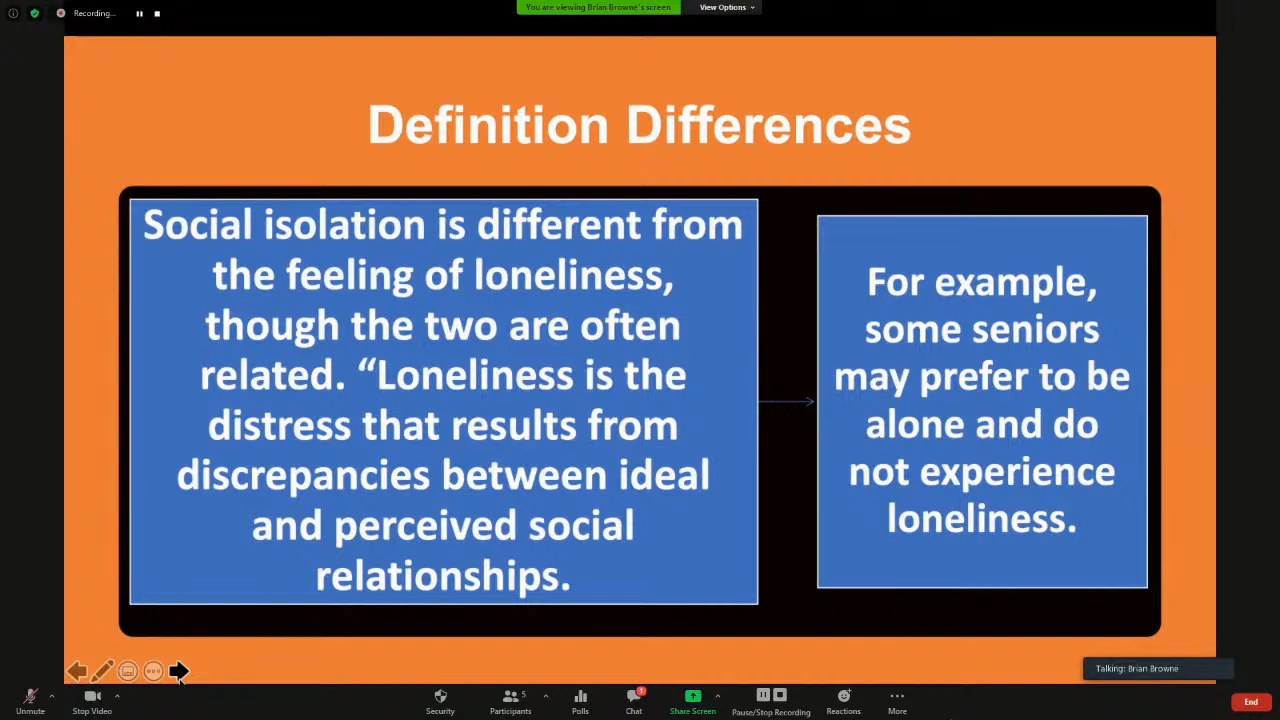 Recording...
You are viewing Brian Browne's screen
View Options
Definition Differences
Social isolation is different from
the feeling of loneliness,
though the two are often
related. “Loneliness is the
distress that results from
discrepancies between ideal
and perceived social
relationships.
For example,
some seniors
may prefer to be
alone and do
not experience
loneliness.
Talking: Brian Browne
Unmute
Stop Video
Security
5
Participants
Polls
1
Chat
Share Screen
Pause/Stop Recording
Reactions
More
End